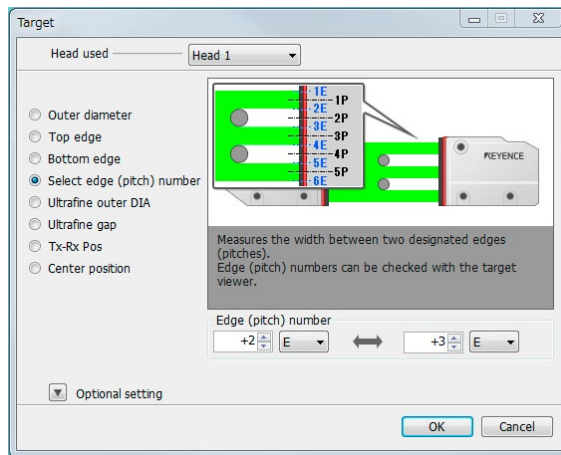 Target
Head used
Head 1
Outer diameter
Top edge
Bottom edge
Select edge (pitch) number
Ultrafine outer DIA
Ultrafine gap
Tx-Rx Pos
Center position
1E
1P
2E
2P
3E
3P
4E
4P
5E
5P
6E
KEYENCE
Measures the width between two designated edges
(pitches).
Edge (pitch) numbers can be checked with the target
viewer.
Edge (pitch) number
+2 E +3 E
Optional setting
OK Cancel